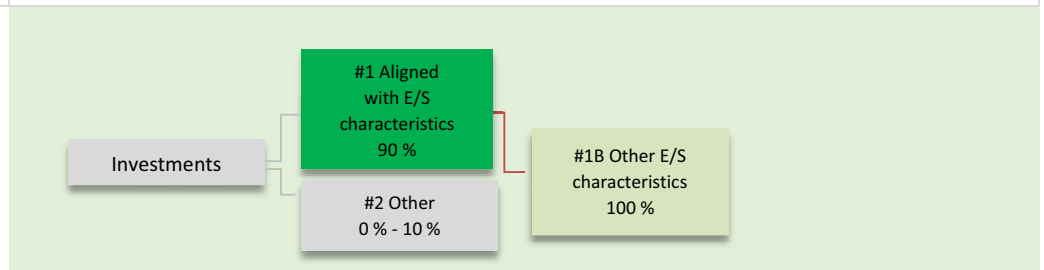 Investments
#1 Aligned
with E/S
characteristics
90 %
#2 Other
0 % - 10 %
#1B Other E/S
characteristics
100 %